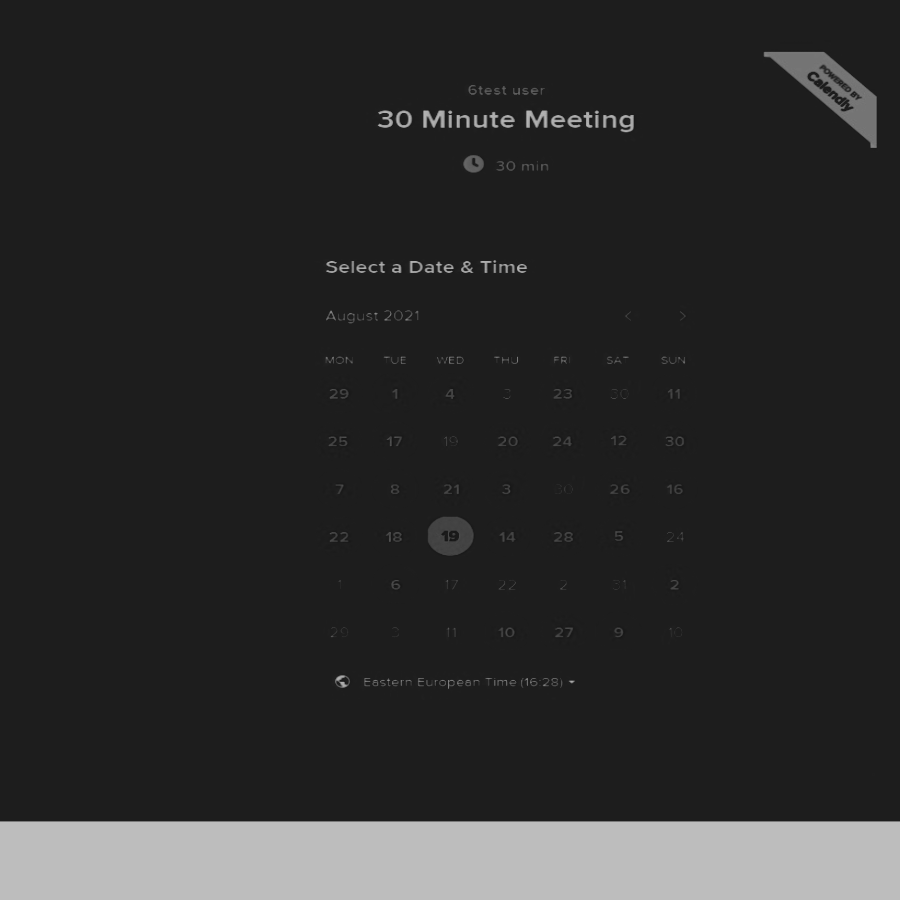 POWERED BY
Calendly
6test user
30 Minute Meeting
30 min
Select a Date & Time
August 2021
MON TUE WED THU FRI SAT SUN
29 1 4 3 23 30 11
25 17 19 20 24 12 30
7 8 21 3 30 26 16
22 18 19 14 28 5 24
1 6 17 22 2 31 2
3 11 10 27 9 10
Eastern European Time (16:28)